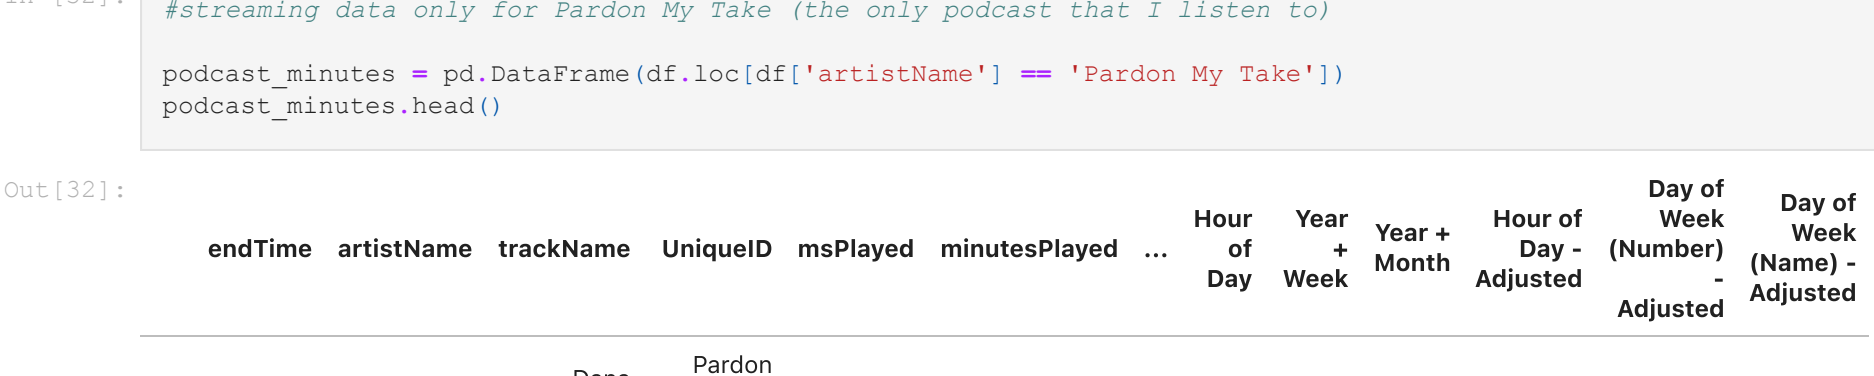 In [32]:
#streaming data only for Pardon My Take (the only podcast that I listen to)
podcast_minutes = pd.DataFrame(df.loc[df['artistName'] == 'Pardon My Take'])
podcast_minutes.head()
Out[32]:
endTime artistName trackName UniqueID msPlayed minutesPlayed ... Hour of Day Year + Week Year + Month Hour of Day - Adjusted Day of Week (Number) - Adjusted Day of Week (Name) - Adjusted
Pardon